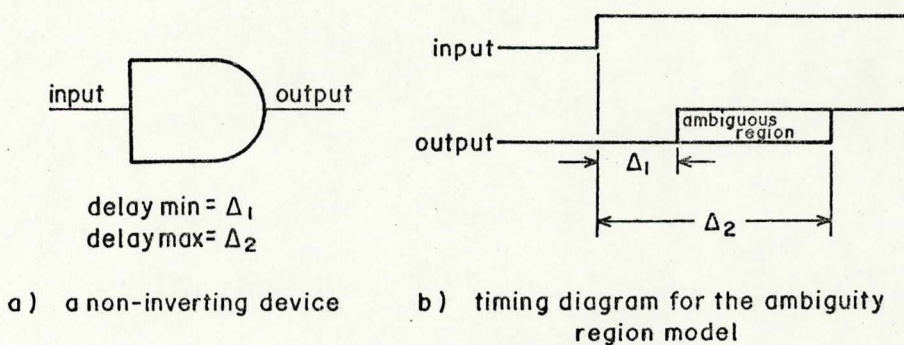 input
output
delay min = Δ₁
delay max = Δ₂
a) a non-inverting device
input
output
ambiguous
region
Δ₁
Δ₂
b) timing diagram for the ambiguity
region model